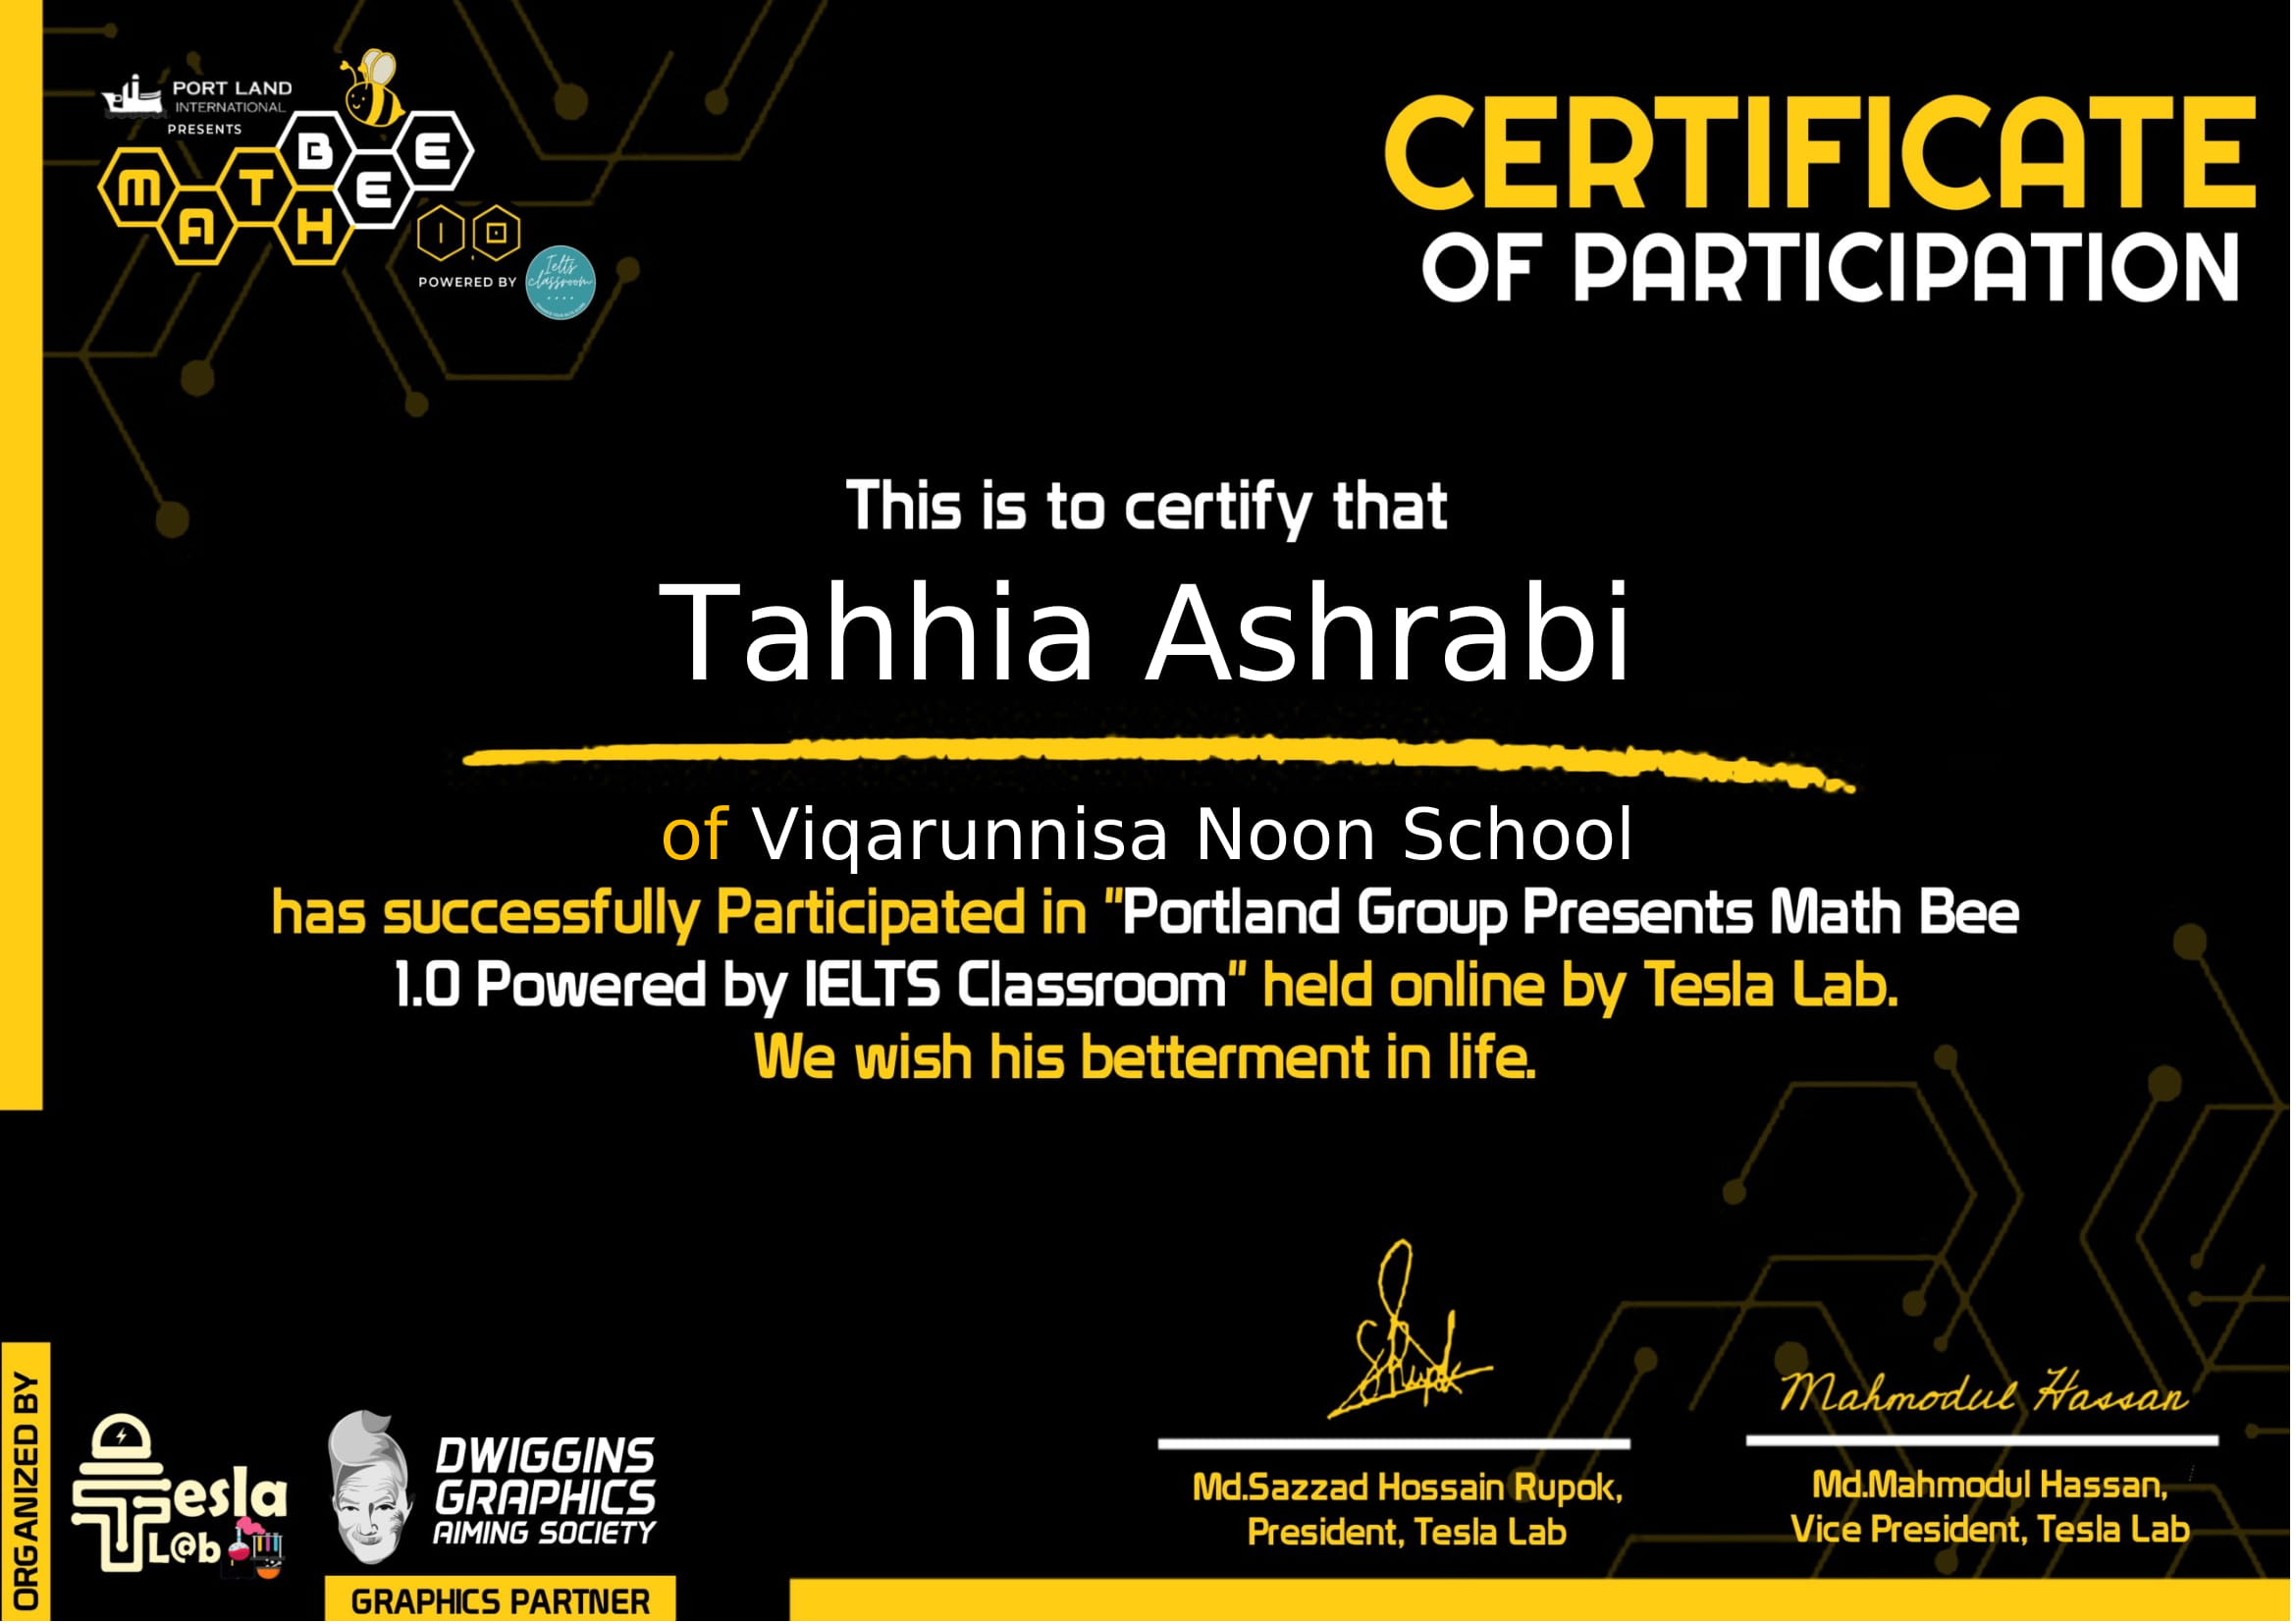 PORT LAND
INTERNATIONAL
PRESENTS
MATH BEE
1.0
POWERED BY
Ielts
classroom
CERTIFICATE
OF PARTICIPATION
This is to certify that
Tahhia Ashrabi
of Viqarunnisa Noon School
has successfully Participated in "Portland Group Presents Math Bee
1.0 Powered by IELTS Classroom" held online by Tesla Lab.
We wish his betterment in life.
ORGANIZED BY
Tesla
L@b
DWIGGINS
GRAPHICS
AIMING SOCIETY
GRAPHICS PARTNER
SRupok
Md.Sazzad Hossain Rupok,
President, Tesla Lab
Mahmodul Hassan
Md.Mahmodul Hassan,
Vice President, Tesla Lab